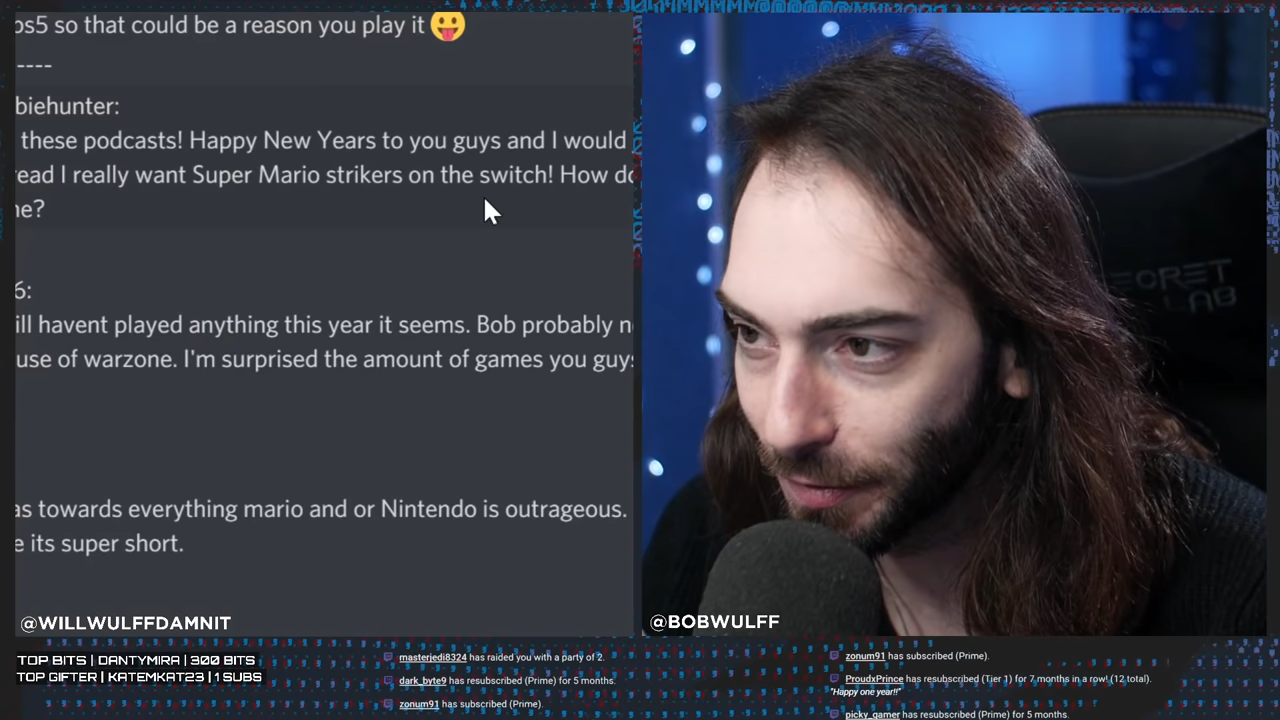 ps5 so that could be a reason you play it 😛
----
biehunter:
these podcasts! Happy New Years to you guys and I would
ead I really want Super Mario strikers on the switch! How do
ne?
6:
ill havent played anything this year it seems. Bob probably n
use of warzone. I'm surprised the amount of games you guys
as towards everything mario and or Nintendo is outrageous.
e its super short.
@WILLWULFFDAMNIT
ECRET
LAB
@BOBWULFF
TOP BITS | DANTYMIRA | 300 BITS
TOP GIFTER | KATEMKAT23 | 1 SUBS
masterjedi8324 has raided you with a party of 2.
dark_byte9 has resubscribed (Prime) for 5 months.
zonum91 has subscribed (Prime).
zonum91 has subscribed (Prime).
ProudxPrince has resubscribed (Tier 1) for 7 months in a row! (12 total).
"Happy one year!!"
picky_gamer has resubscribed (Prime) for 5 months.